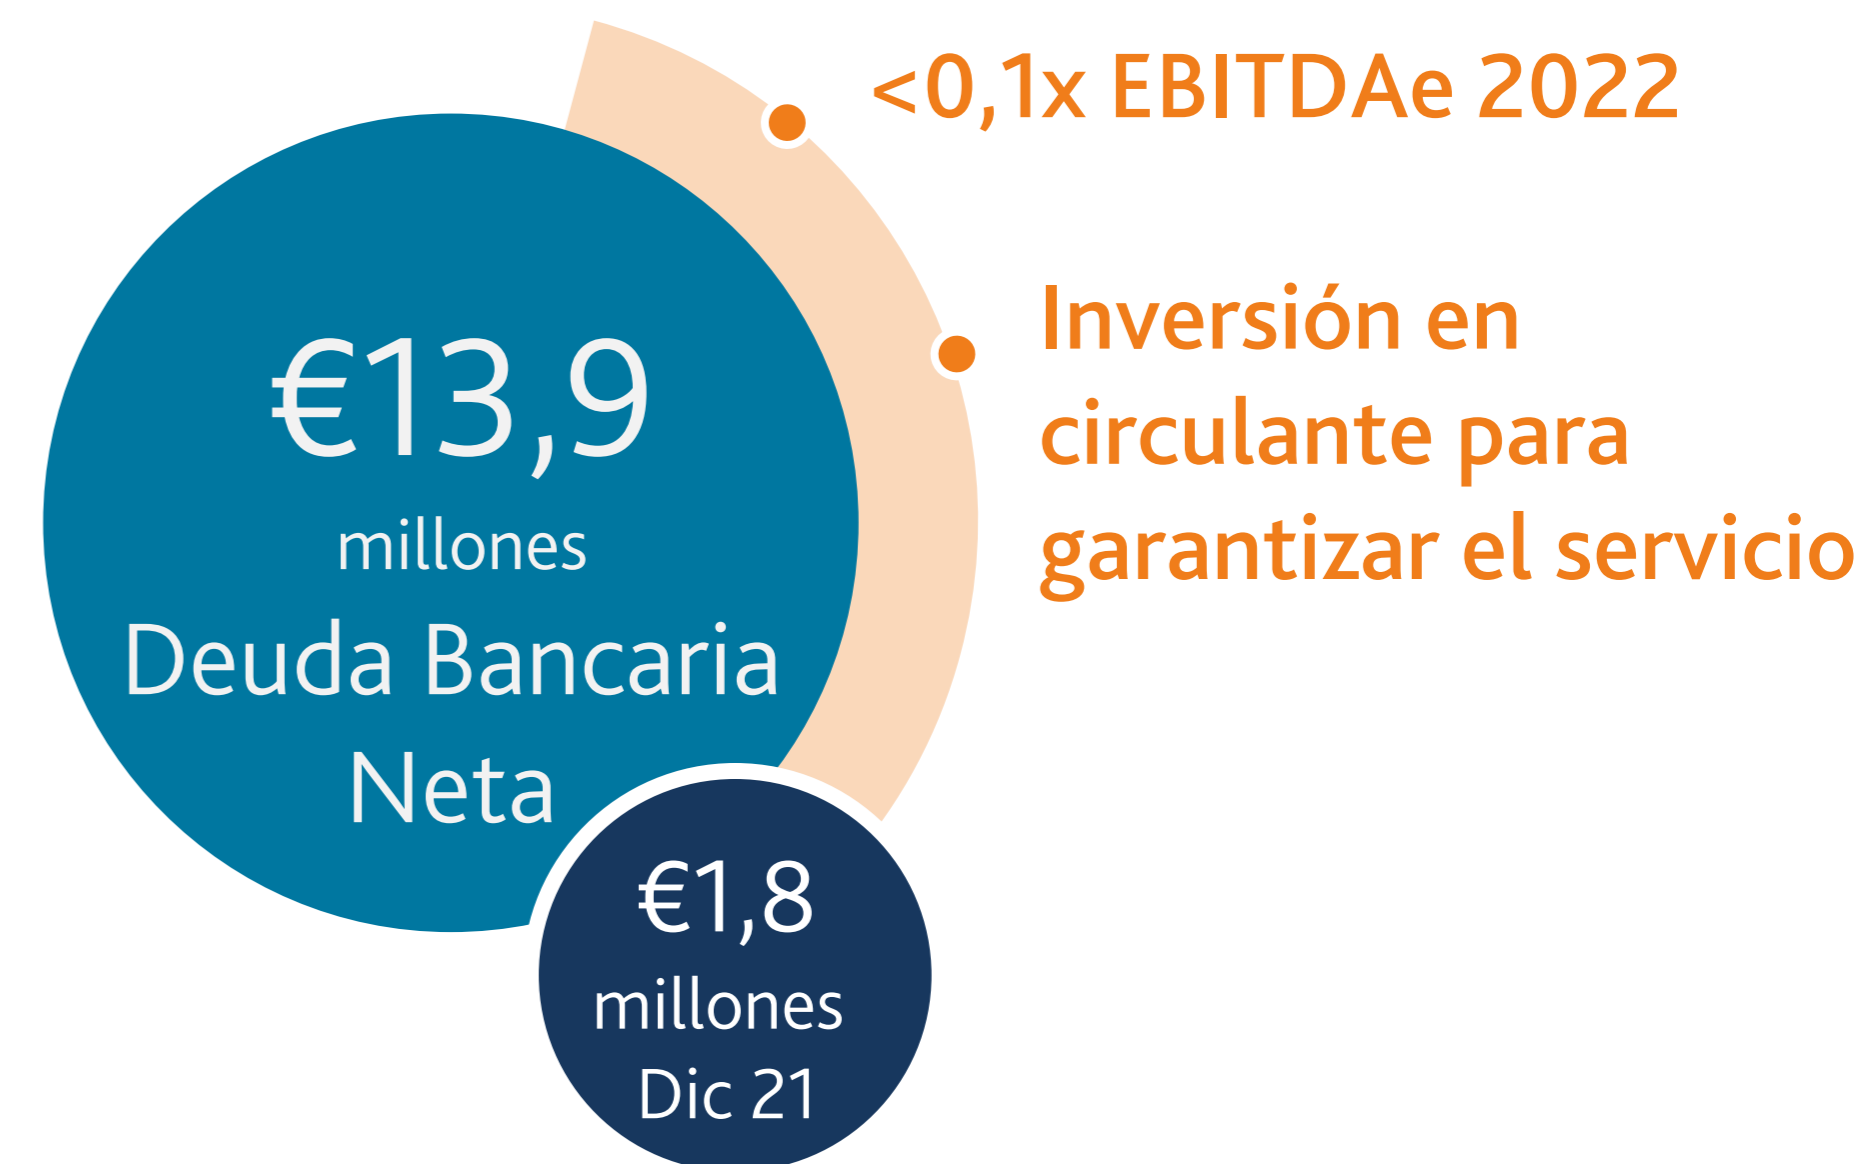 <0,1x EBITDAe 2022
Inversión en
circulante para
garantizar el servicio
€13,9
millones
Deuda Bancaria
Neta
€1,8
millones
Dic 21